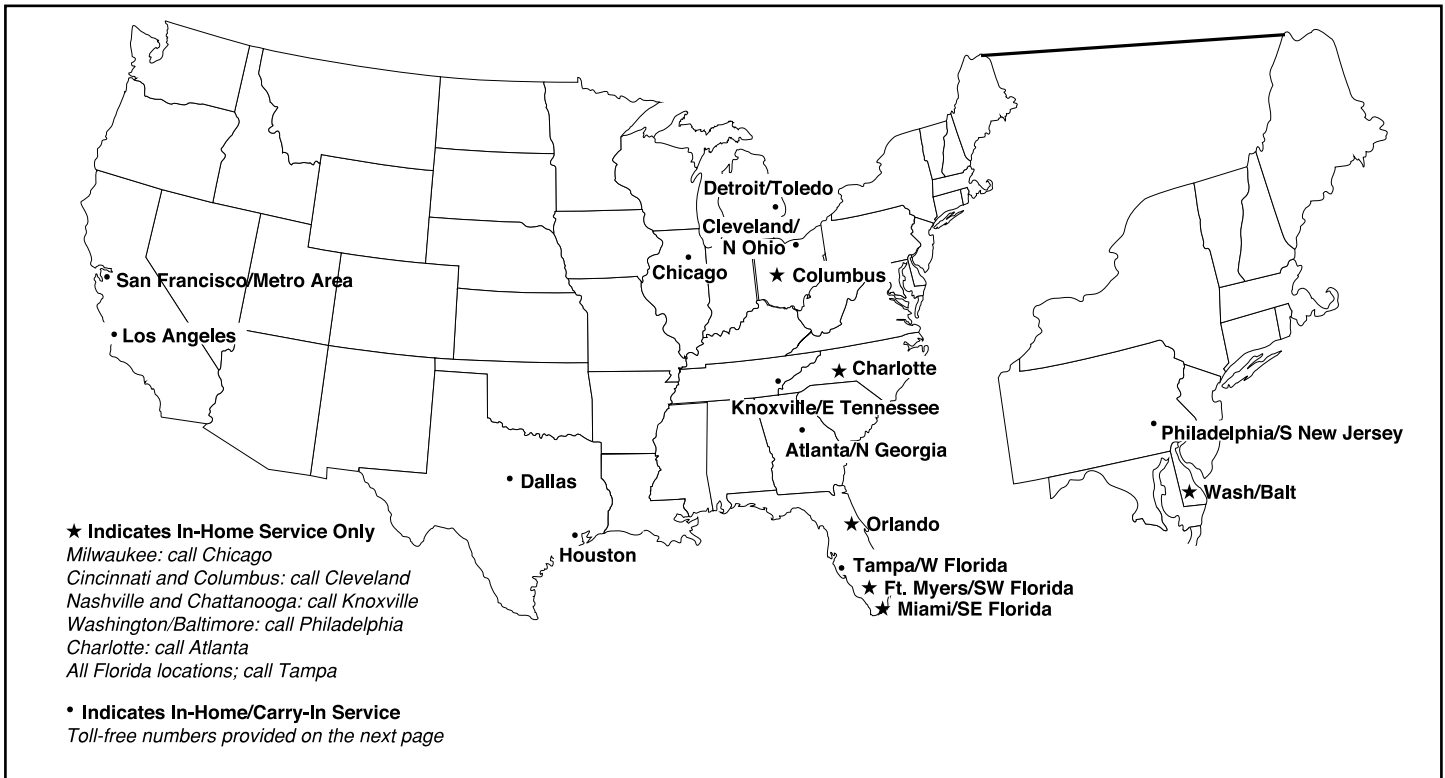 Detroit/Toledo
Cleveland/
N Ohio
Chicago
★ Columbus
San Francisco/Metro Area
Los Angeles
★ Charlotte
Knoxville/E Tennessee
Atlanta/N Georgia
Philadelphia/S New Jersey
★ Wash/Balt
Dallas
Houston
★ Orlando
Tampa/W Florida
★ Ft. Myers/SW Florida
★ Miami/SE Florida
★ Indicates In-Home Service Only
Milwaukee: call Chicago
Cincinnati and Columbus: call Cleveland
Nashville and Chattanooga: call Knoxville
Washington/Baltimore: call Philadelphia
Charlotte: call Atlanta
All Florida locations; call Tampa
• Indicates In-Home/Carry-In Service
Toll-free numbers provided on the next page